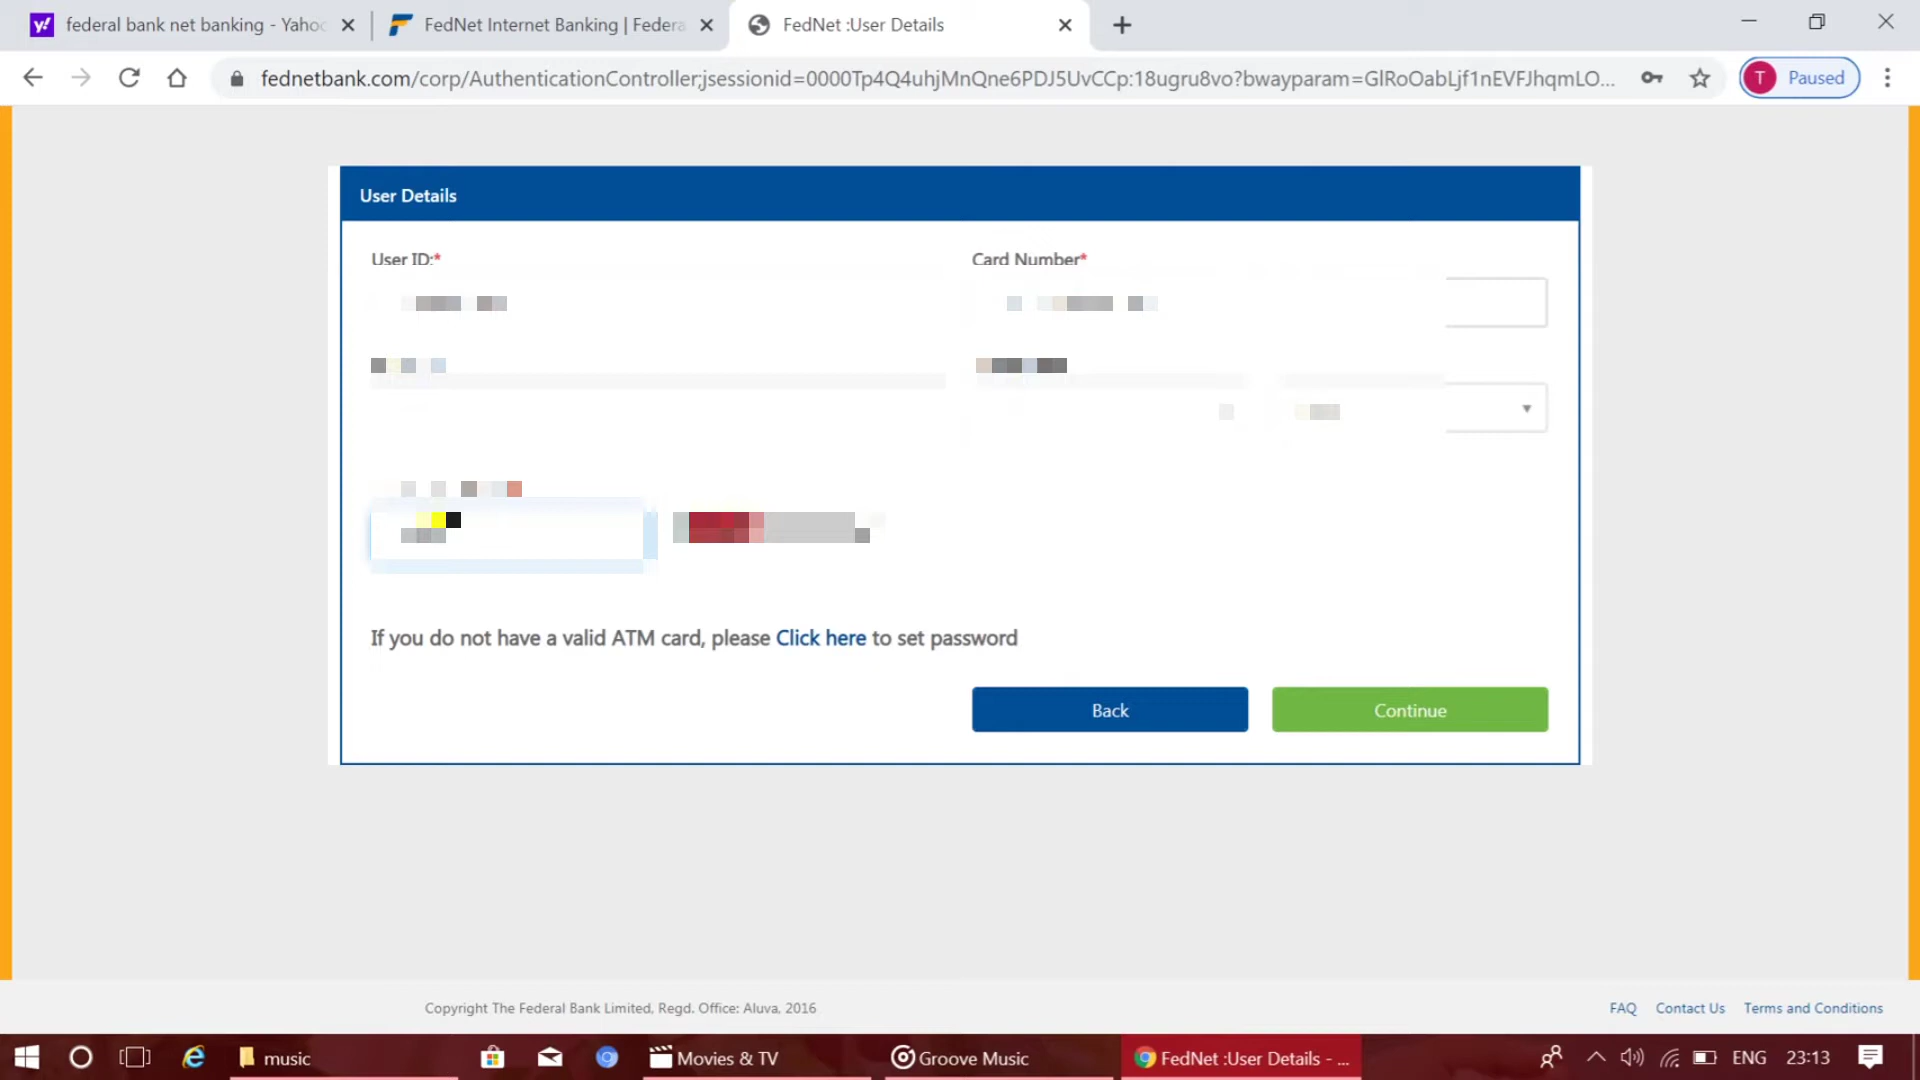 federal bank net banking - Yahoo
FedNet Internet Banking | Federa
FedNet :User Details
fednetbank.com/corp/AuthenticationController;jsessionid=0000Tp4Q4uhjMnQne6PDJ5UvCCp:18ugru8vo?bwayparam=GlRoOabLjf1nEVFJhqmLO...
T Paused
User Details
User ID:* Card Number*
If you do not have a valid ATM card, please Click here to set password
Back Continue
Copyright The Federal Bank Limited, Regd. Office: Aluva, 2016 FAQ Contact Us Terms and Conditions
music Movies & TV Groove Music FedNet :User Details - ... ENG 23:13